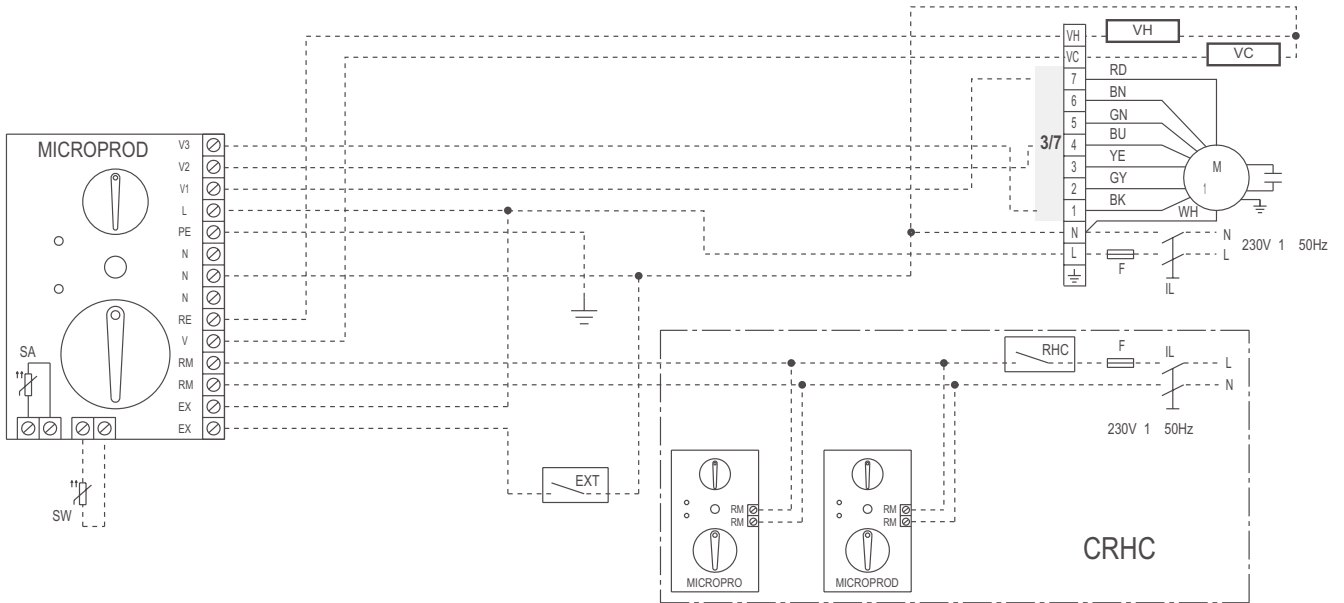 VH
VH
VC
VC
7 RD
6 BN
5 GN
3/7
4 BU
3 YE
2 GY
1 BK
M
1
WH
N
N
L
L
230V 1 50Hz
F
IL
MICROPROD
V3
V2
V1
L
PE
N
N
N
RE
V
RM
RM
EX
EX
SA
SW
EXT
RHC
F
IL
L
N
230V 1 50Hz
RM
RM
MICROPRO
RM
RM
MICROPROD
CRHC